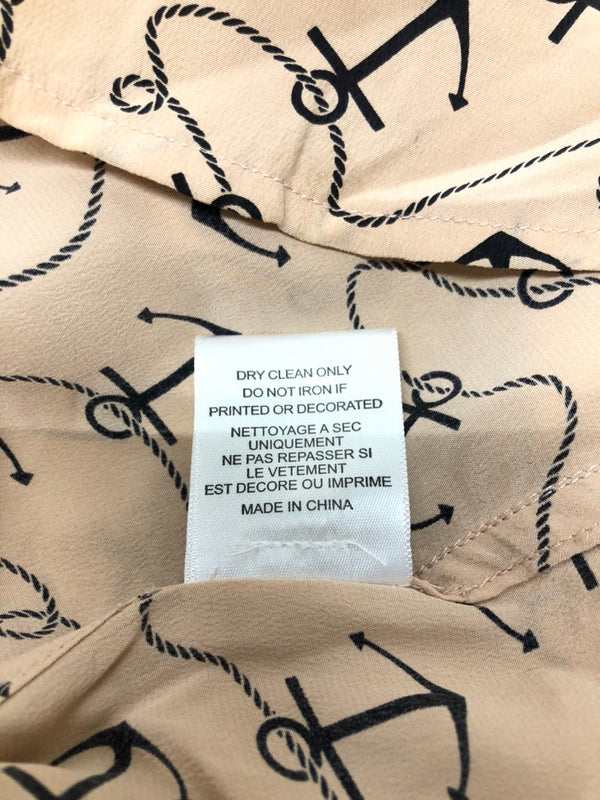 DRY CLEAN ONLY
DO NOT IRON IF
PRINTED OR DECORATED
NETTOYAGE A SEC
UNIQUEMENT
NE PAS REPASSER SI
LE VETEMENT
EST DECORE OU IMPRIME
MADE IN CHINA